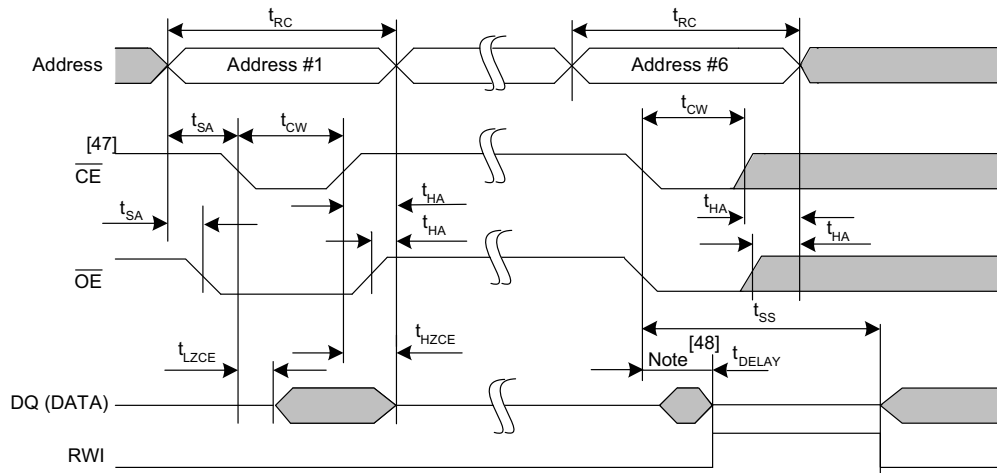 tRC tRC
Address Address #1 Address #6
tSA tCW tCW
[47]
CE
tHA tHA
tSA tHA tHA
OE
tSS
tLZCE tHZCE Note [48] tDELAY
DQ (DATA)
RWI